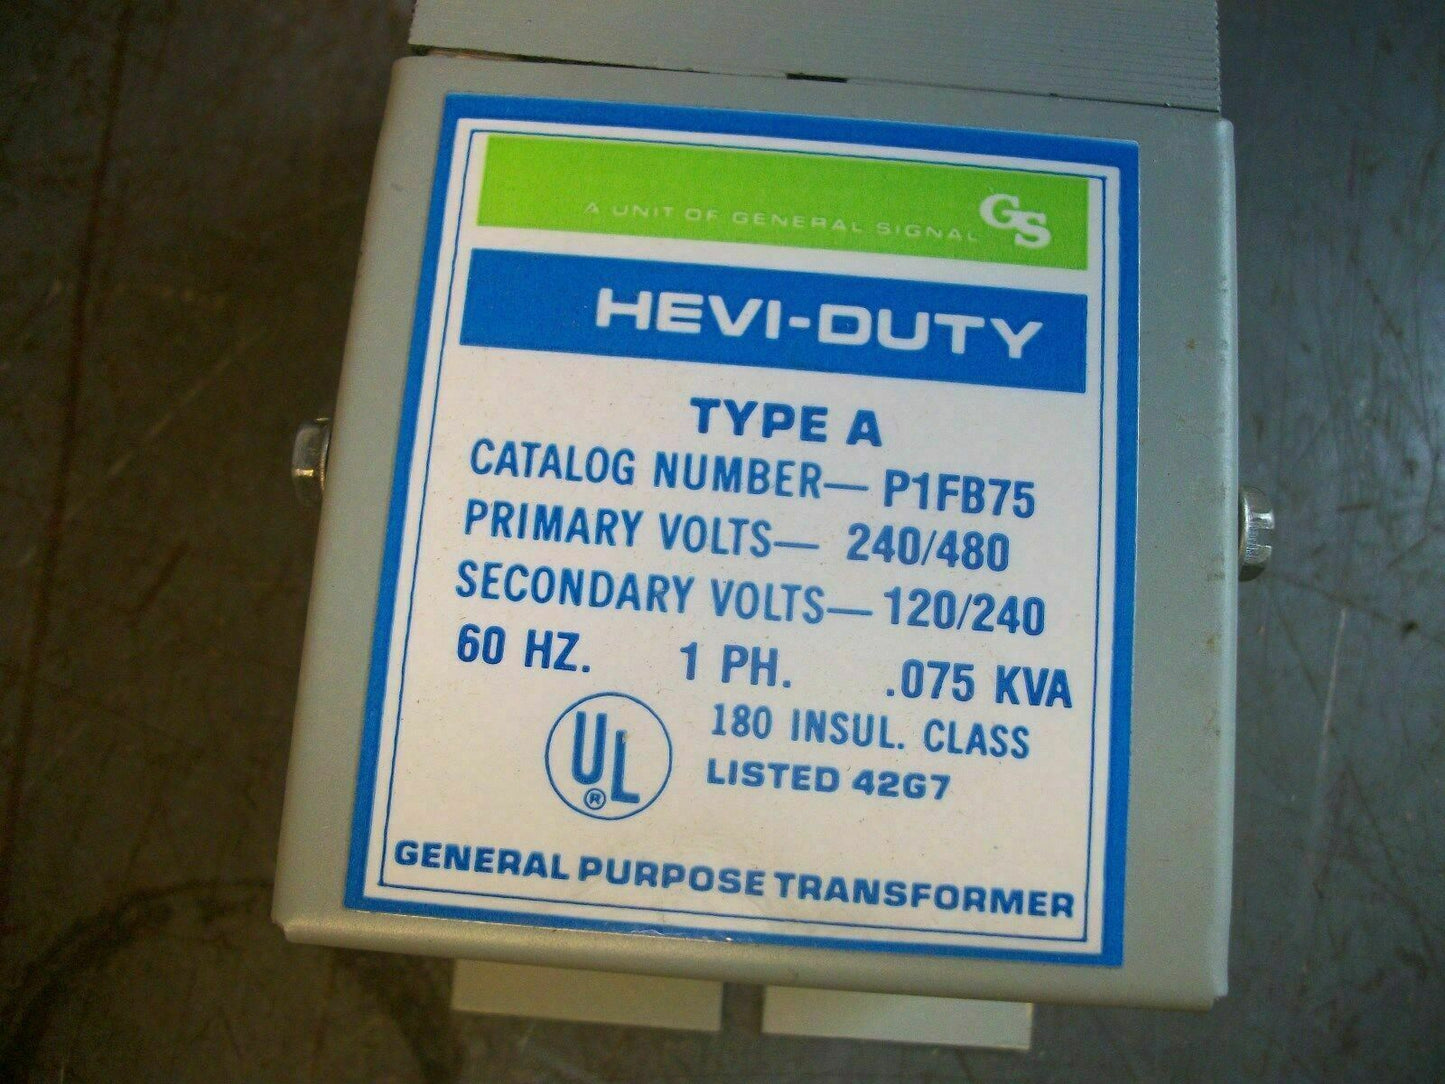 GS
A UNIT OF GENERAL SIGNAL
HEVI-DUTY
TYPE A
CATALOG NUMBER— P1FB75
PRIMARY VOLTS— 240/480
SECONDARY VOLTS— 120/240
60 HZ. 1 PH. .075 KVA
180 INSUL. CLASS
UL®
LISTED 42G7
GENERAL PURPOSE TRANSFORMER